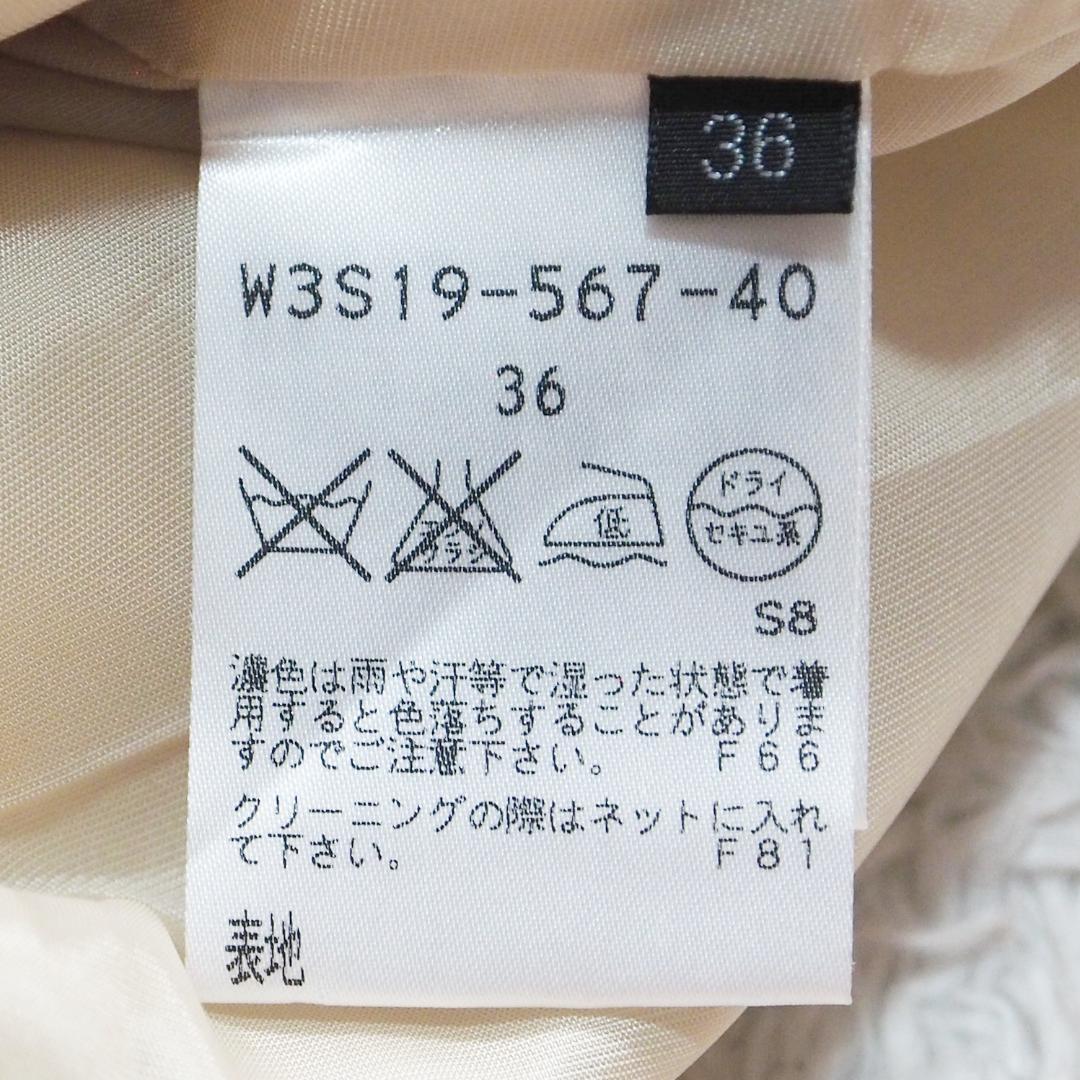 36
W3S19-567-40
36
低
ドライ
セキユ系
S8
濃色は雨や汗等で湿った状態で着
用すると色落ちすることがありま
すのでご注意下さい。 F66
クリーニングの際はネットに入れ
て下さい。 F81
表地